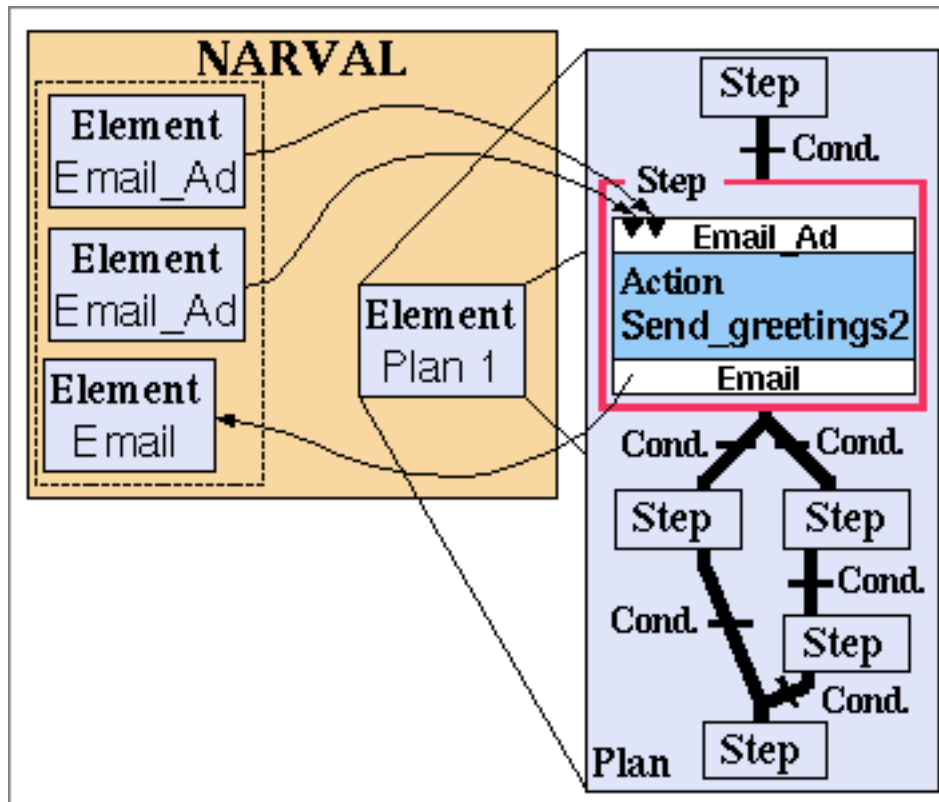 NARVAL
Element
Email_Ad
Element
Email_Ad
Element
Email
Element
Plan 1
Step
Cond.
Step
Email_Ad
Action
Send_greetings2
Email
Cond.
Cond.
Step
Step
Cond.
Cond.
Step
Cond.
Step
Plan